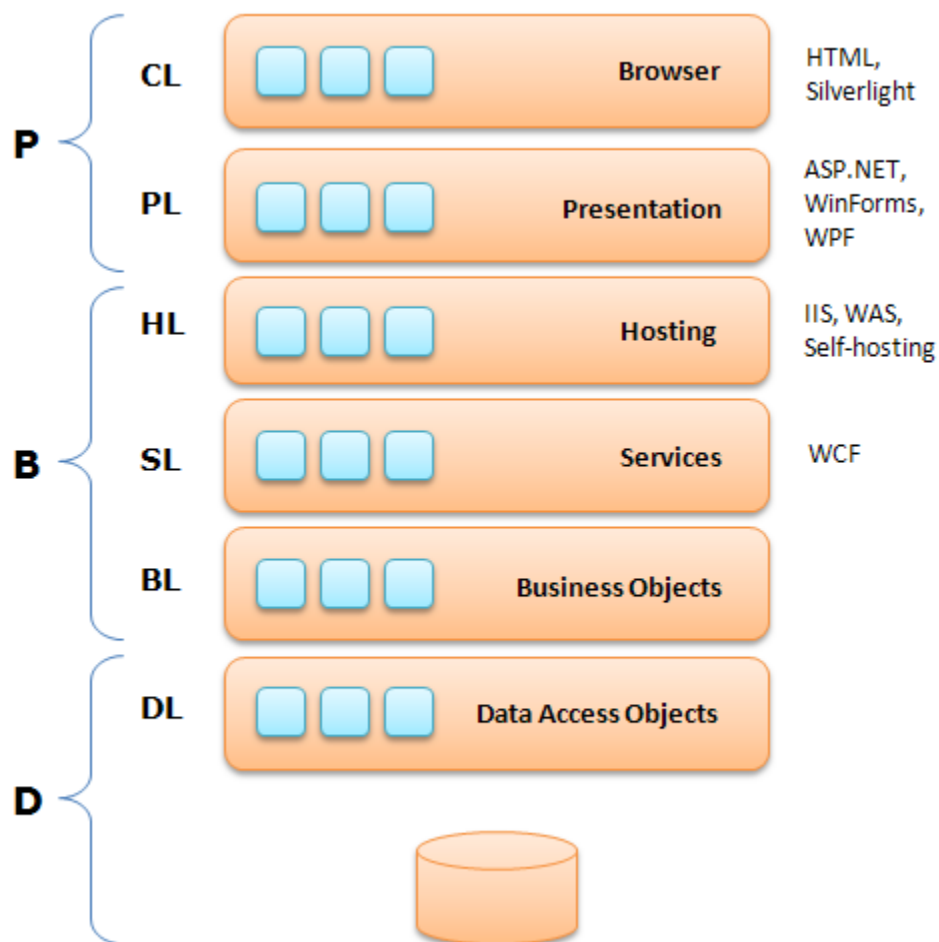 CL
Browser
HTML,
Silverlight
P
PL
Presentation
ASP.NET,
WinForms,
WPF
HL
Hosting
IIS, WAS,
Self-hosting
B
SL
Services
WCF
BL
Business Objects
DL
Data Access Objects
D